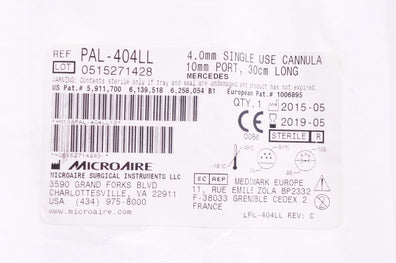 REF PAL-404LL
4.0mm SINGLE USE CANNULA
10mm PORT, 30cm LONG
MERCEDES
LOT 0515271428
WARNING: Contents sterile only if tray and seal are undamaged and product has not expired.
US Pat.# 5,911,700 6,139,518 6,258,054 B1
European Pat.# 1006895
QTY.1
2015-05
2019-05
CE
0086
STERILE R
MICROAIRE
MICROAIRE SURGICAL INSTRUMENTS LLC
3590 GRAND FORKS BLVD
CHARLOTTESVILLE, VA 22911
USA (434) 975-8000
www.microaire.com
EC REP
MEDMARK EUROPE
11, RUE EMILE ZOLA BP2332
F-38033 GRENOBLE CEDEX 2
FRANCE
LPAL-404LL REV: C